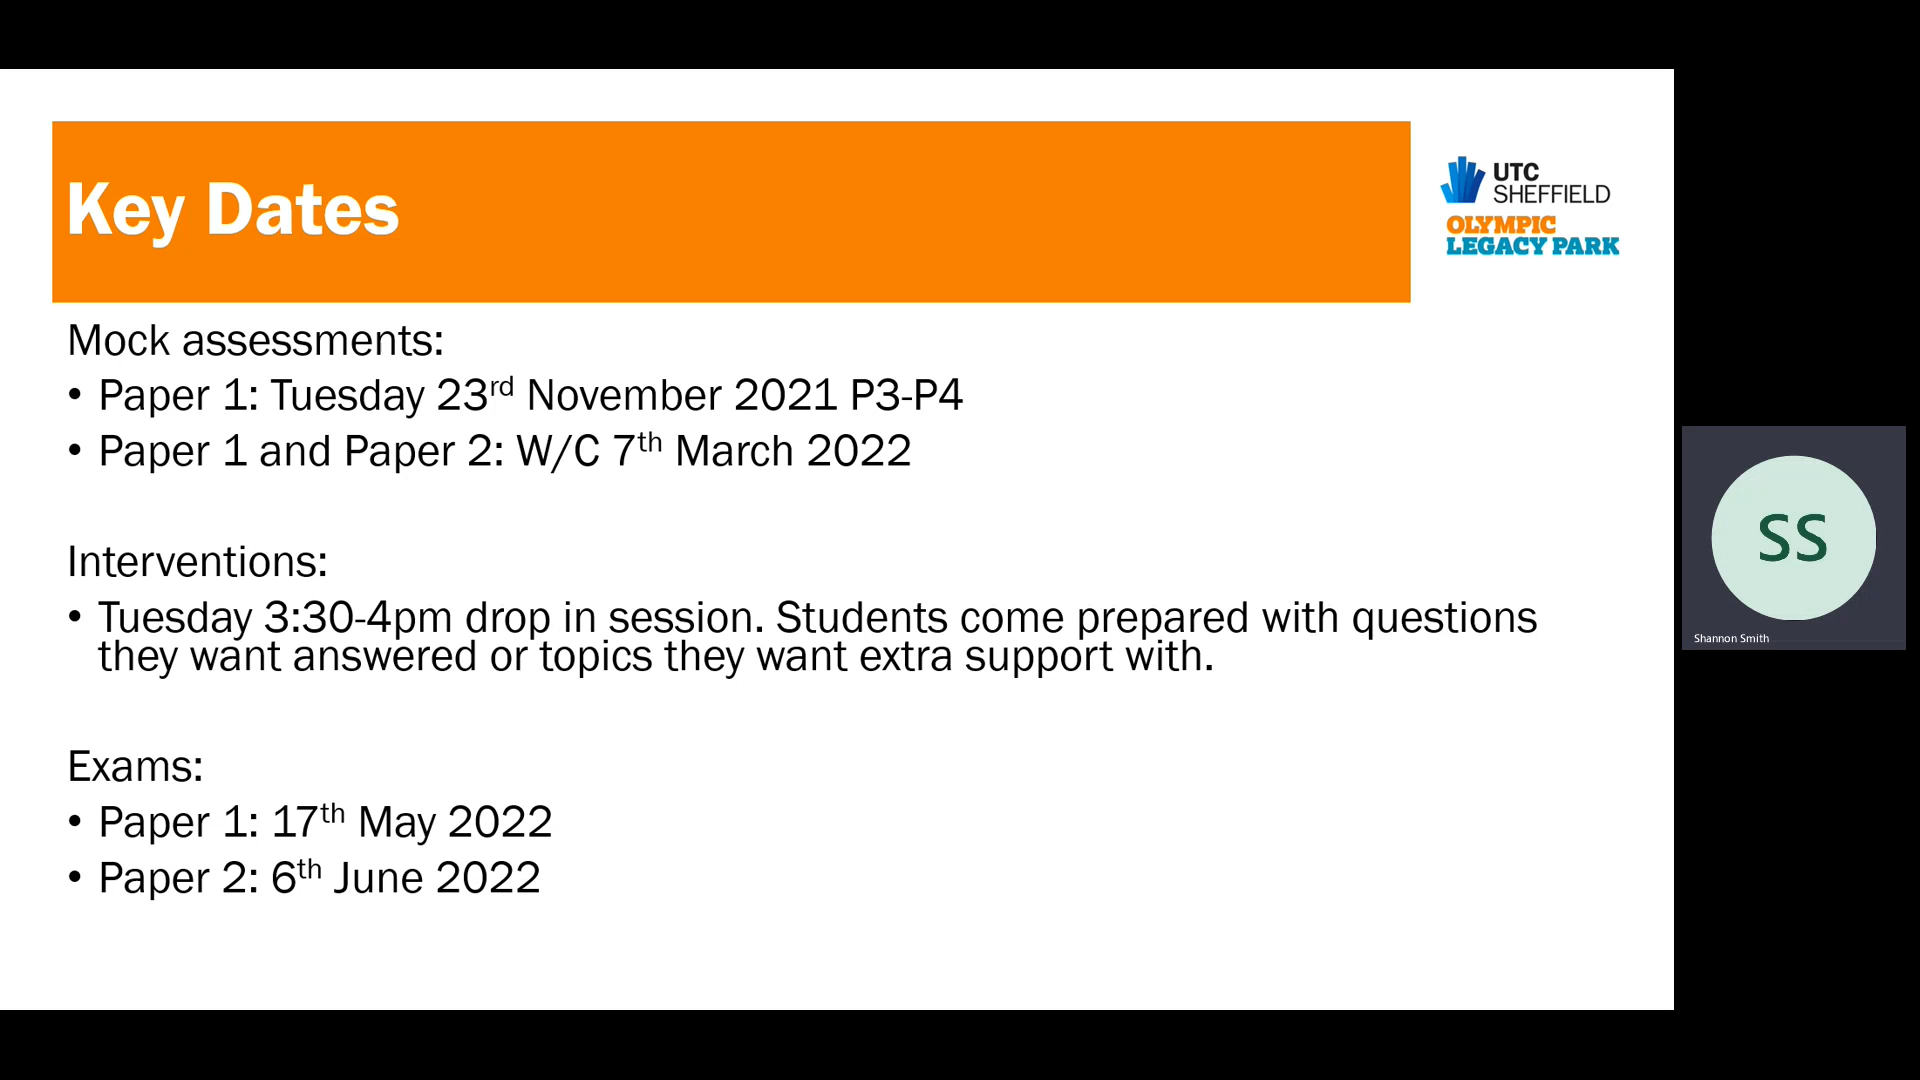 Key Dates
UTC
SHEFFIELD
OLYMPIC
LEGACY PARK
Mock assessments:
• Paper 1: Tuesday 23rd November 2021 P3-P4
• Paper 1 and Paper 2: W/C 7th March 2022
Interventions:
• Tuesday 3:30-4pm drop in session. Students come prepared with questions
they want answered or topics they want extra support with.
Exams:
• Paper 1: 17th May 2022
• Paper 2: 6th June 2022
SS
Shannon Smith